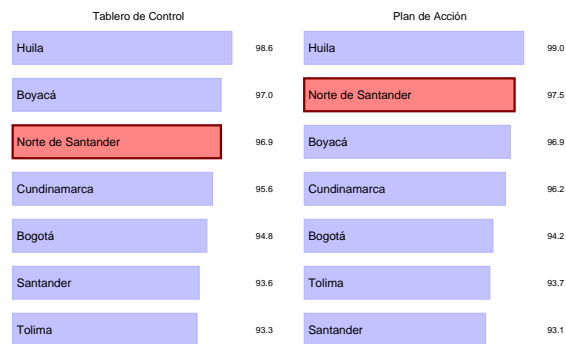 Tablero de Control
Huila 98.6
Boyacá 97.0
Norte de Santander 96.9
Cundinamarca 95.6
Bogotá 94.8
Santander 93.6
Tolima 93.3
Plan de Acción
Huila 99.0
Norte de Santander 97.5
Boyacá 96.9
Cundinamarca 96.2
Bogotá 94.2
Tolima 93.7
Santander 93.1